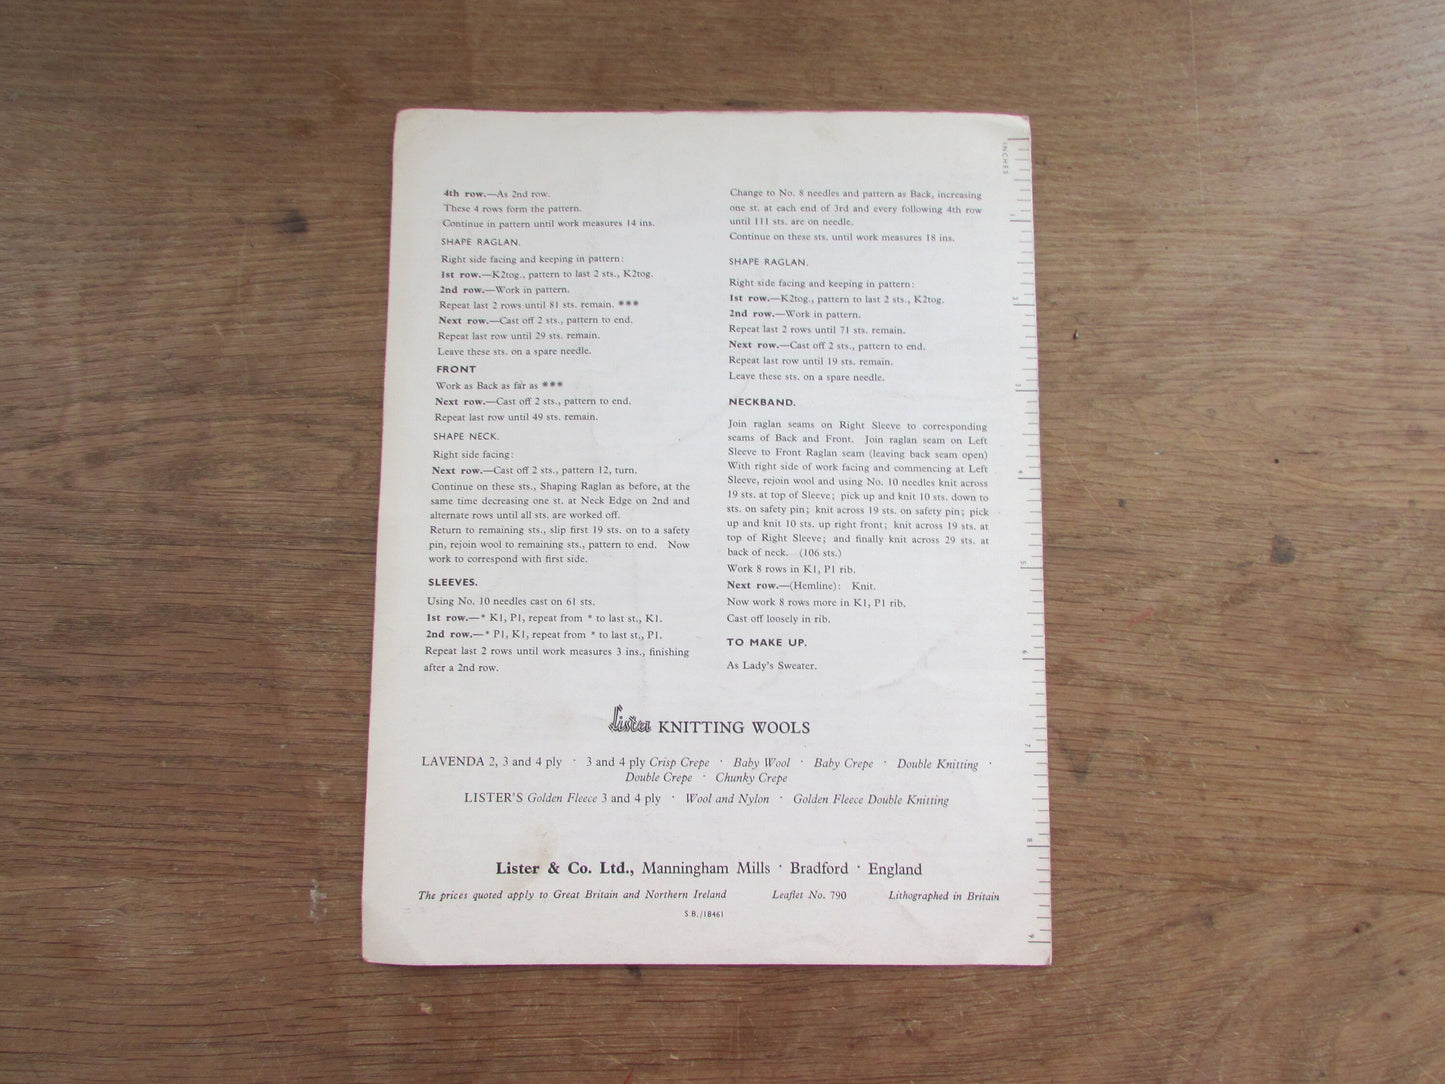 4th row.—As 2nd row.
These 4 rows form the pattern.
Continue in pattern until work measures 14 ins.
SHAPE RAGLAN.
Right side facing and keeping in pattern:
1st row.—K2tog., pattern to last 2 sts., K2tog.
2nd row.—Work in pattern.
Repeat last 2 rows until 81 sts. remain. ***
Next row.—Cast off 2 sts., pattern to end.
Repeat last row until 29 sts. remain.
Leave these sts. on a spare needle.
FRONT
Work as Back as far as ***
Next row.—Cast off 2 sts., pattern to end.
Repeat last row until 49 sts. remain.
SHAPE NECK.
Right side facing:
Next row.—Cast off 2 sts., pattern 12, turn.
Continue on these sts., Shaping Raglan as before, at the
same time decreasing one st. at Neck Edge on 2nd and
alternate rows until all sts. are worked off.
Return to remaining sts., slip first 19 sts. on to a safety
pin, rejoin wool to remaining sts., pattern to end. Now
work to correspond with first side.
SLEEVES.
Using No. 10 needles cast on 61 sts.
1st row.—* K1, P1, repeat from * to last st., K1.
2nd row.—* P1, K1, repeat from * to last st., P1.
Repeat last 2 rows until work measures 3 ins., finishing
after a 2nd row.
Change to No. 8 needles and pattern as Back, increasing
one st. at each end of 3rd and every following 4th row
until 111 sts. are on needle.
Continue on these sts. until work measures 18 ins.
SHAPE RAGLAN.
Right side facing and keeping in pattern:
1st row.—K2tog., pattern to last 2 sts., K2tog.
2nd row.—Work in pattern.
Repeat last 2 rows until 71 sts. remain.
Next row.—Cast off 2 sts., pattern to end.
Repeat last row until 19 sts. remain.
Leave these sts. on a spare needle.
NECKBAND.
Join raglan seams on Right Sleeve to corresponding
seams of Back and Front. Join raglan seam on Left
Sleeve to Front Raglan seam (leaving back seam open)
With right side of work facing and commencing at Left
Sleeve, rejoin wool and using No. 10 needles knit across
19 sts. at top of Sleeve; pick up and knit 10 sts. down to
sts. on safety pin; knit across 19 sts. on safety pin; pick
up and knit 10 sts. up right front; knit across 19 sts. at
top of Right Sleeve; and finally knit across 29 sts. at
back of neck. (106 sts.)
Work 8 rows in K1, P1 rib.
Next row.—(Hemline): Knit.
Now work 8 rows more in K1, P1 rib.
Cast off loosely in rib.
TO MAKE UP.
As Lady's Sweater.
Lister KNITTING WOOLS
LAVENDA 2, 3 and 4 ply · 3 and 4 ply Crisp Crepe · Baby Wool · Baby Crepe · Double Knitting ·
Double Crepe · Chunky Crepe
LISTER'S Golden Fleece 3 and 4 ply · Wool and Nylon · Golden Fleece Double Knitting
Lister & Co. Ltd., Manningham Mills · Bradford · England
The prices quoted apply to Great Britain and Northern Ireland Leaflet No. 790 Lithographed in Britain
S.B./18461
INCHES
1
2
3
4
5
6
7
8
9